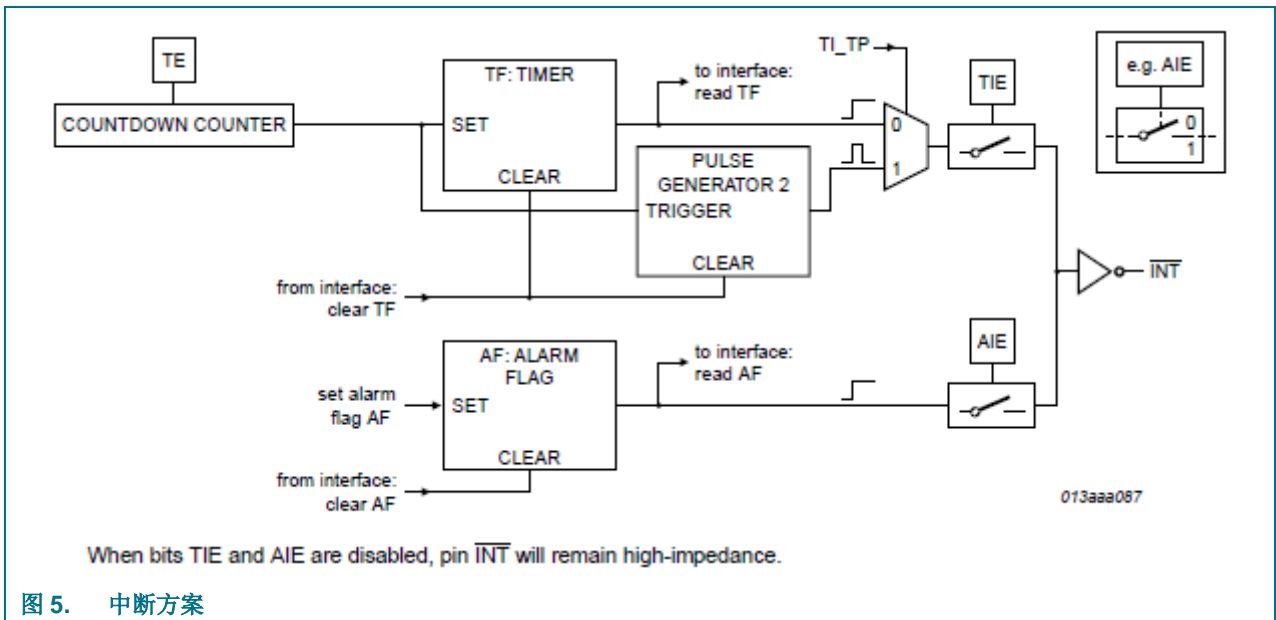 TE
COUNTDOWN COUNTER
TF: TIMER
SET
CLEAR
to interface:
read TF
TI_TP
0
1
TIE
e.g. AIE
0
1
PULSE
GENERATOR 2
TRIGGER
CLEAR
from interface:
clear TF
INT
AF: ALARM
FLAG
SET
CLEAR
set alarm
flag AF
to interface:
read AF
AIE
from interface:
clear AF
013aaa087
When bits TIE and AIE are disabled, pin INT will remain high-impedance.
图 5. 中断方案